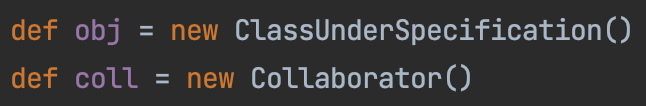 def obj = new ClassUnderSpecification()
def coll = new Collaborator()